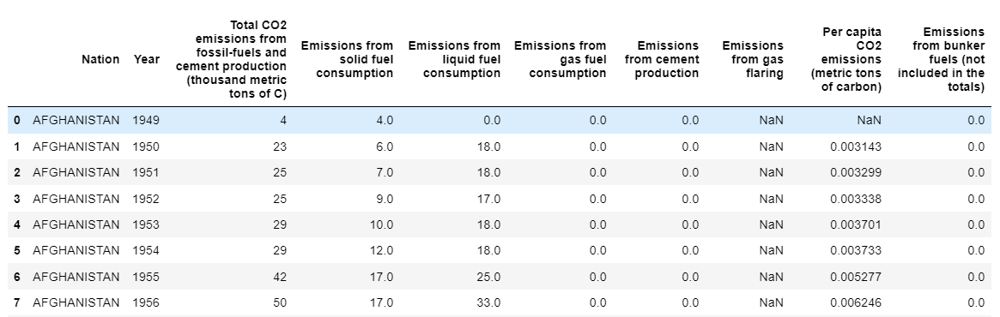 Nation Year Total CO2 emissions from fossil-fuels and cement production (thousand metric tons of C) Emissions from solid fuel consumption Emissions from liquid fuel consumption Emissions from gas fuel consumption Emissions from cement production Emissions from gas flaring Per capita CO2 emissions (metric tons of carbon) Emissions from bunker fuels (not included in the totals)
0 AFGHANISTAN 1949 4 4.0 0.0 0.0 0.0 NaN NaN 0.0
1 AFGHANISTAN 1950 23 6.0 18.0 0.0 0.0 NaN 0.003143 0.0
2 AFGHANISTAN 1951 25 7.0 18.0 0.0 0.0 NaN 0.003299 0.0
3 AFGHANISTAN 1952 25 9.0 17.0 0.0 0.0 NaN 0.003338 0.0
4 AFGHANISTAN 1953 29 10.0 18.0 0.0 0.0 NaN 0.003701 0.0
5 AFGHANISTAN 1954 29 12.0 18.0 0.0 0.0 NaN 0.003733 0.0
6 AFGHANISTAN 1955 42 17.0 25.0 0.0 0.0 NaN 0.005277 0.0
7 AFGHANISTAN 1956 50 17.0 33.0 0.0 0.0 NaN 0.006246 0.0